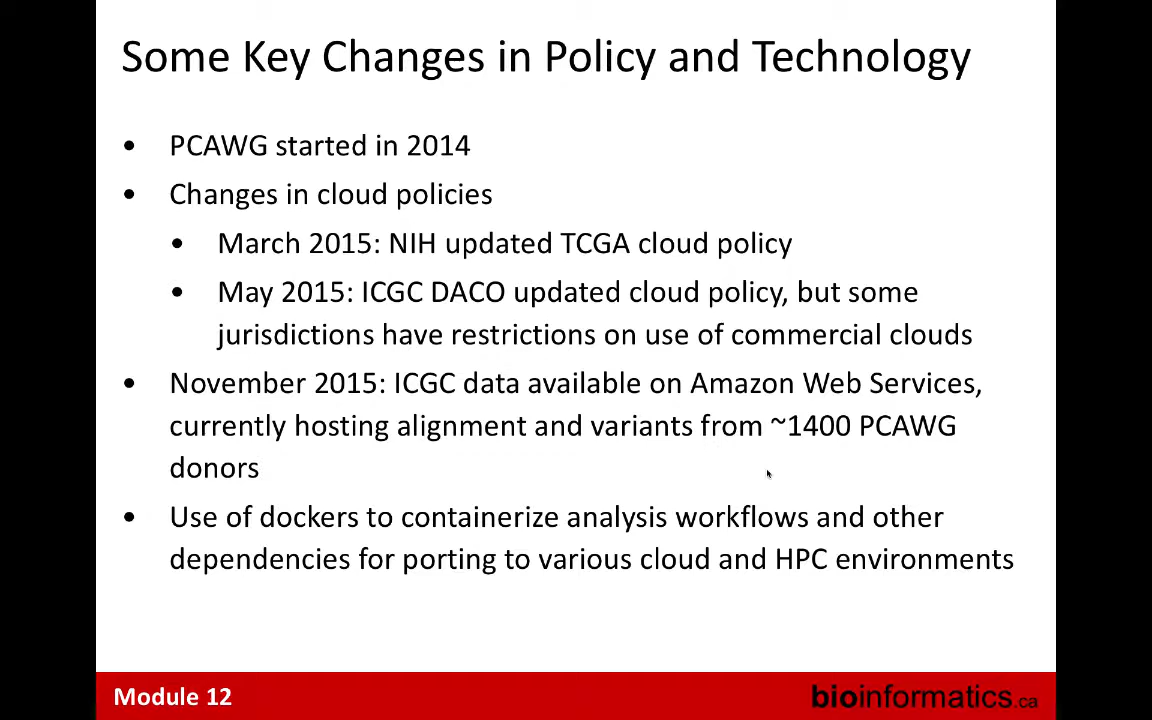 Some Key Changes in Policy and Technology
• PCAWG started in 2014
• Changes in cloud policies
• March 2015: NIH updated TCGA cloud policy
• May 2015: ICGC DACO updated cloud policy, but some
jurisdictions have restrictions on use of commercial clouds
• November 2015: ICGC data available on Amazon Web Services,
currently hosting alignment and variants from ~1400 PCAWG
donors
• Use of dockers to containerize analysis workflows and other
dependencies for porting to various cloud and HPC environments
Module 12
bioinformatics.ca